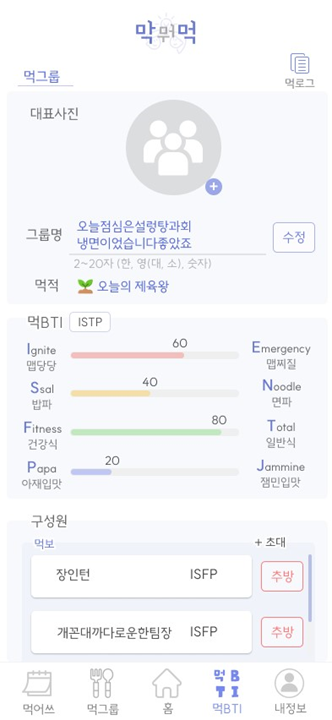 막뭐먹
먹그룹
먹로그
대표사진
그룹명
오늘점심은설렁탕과회
냉면이었습니다좋았죠
수정
2~20자 (한, 영(대, 소), 숫자)
먹적
🌱 오늘의 제육왕
먹BTI ISTP
Ignite
맵당당
60
Emergency
맵찌질
Ssal
밥파
40
Noodle
면파
Fitness
건강식
80
Total
일반식
Papa
아재입맛
20
Jammine
잼민입맛
구성원
먹보
+ 초대
장인턴 ISFP 추방
개꼰대까다로운한팀장 ISFP 추방
먹어쓰
먹그룹
홈
먹BTI
먹BTI
내정보